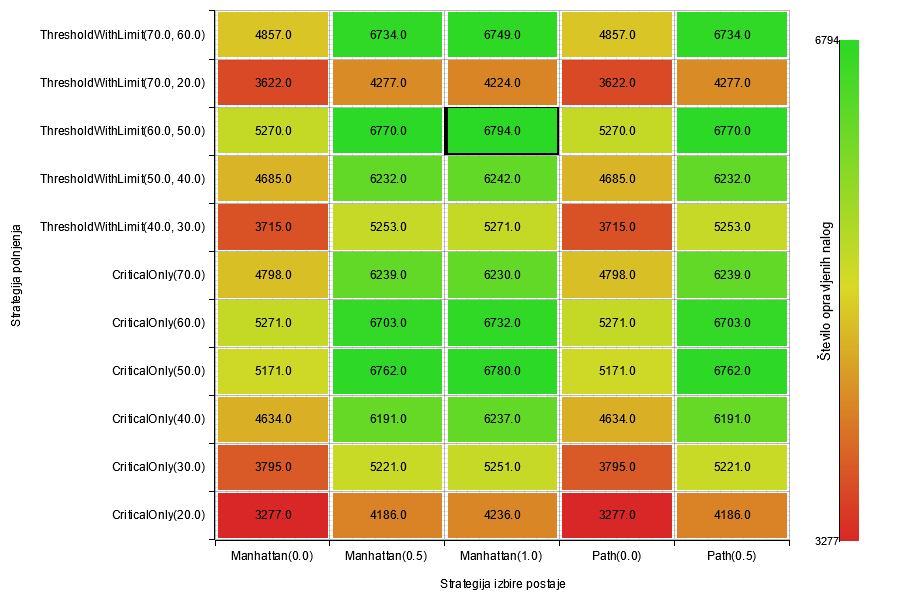 ThresholdWithLimit(70.0, 60.0) 4857.0 6734.0 6749.0 4857.0 6734.0
ThresholdWithLimit(70.0, 20.0) 3622.0 4277.0 4224.0 3622.0 4277.0
ThresholdWithLimit(60.0, 50.0) 5270.0 6770.0 6794.0 5270.0 6770.0
ThresholdWithLimit(50.0, 40.0) 4685.0 6232.0 6242.0 4685.0 6232.0
ThresholdWithLimit(40.0, 30.0) 3715.0 5253.0 5271.0 3715.0 5253.0
CriticalOnly(70.0) 4798.0 6239.0 6230.0 4798.0 6239.0
CriticalOnly(60.0) 5271.0 6703.0 6732.0 5271.0 6703.0
CriticalOnly(50.0) 5171.0 6762.0 6780.0 5171.0 6762.0
CriticalOnly(40.0) 4634.0 6191.0 6237.0 4634.0 6191.0
CriticalOnly(30.0) 3795.0 5221.0 5251.0 3795.0 5221.0
CriticalOnly(20.0) 3277.0 4186.0 4236.0 3277.0 4186.0
Manhattan(0.0) Manhattan(0.5) Manhattan(1.0) Path(0.0) Path(0.5)
Strategija izbire postaje
Strategija polnjenja
6794
Število opravljenih nalog
3277